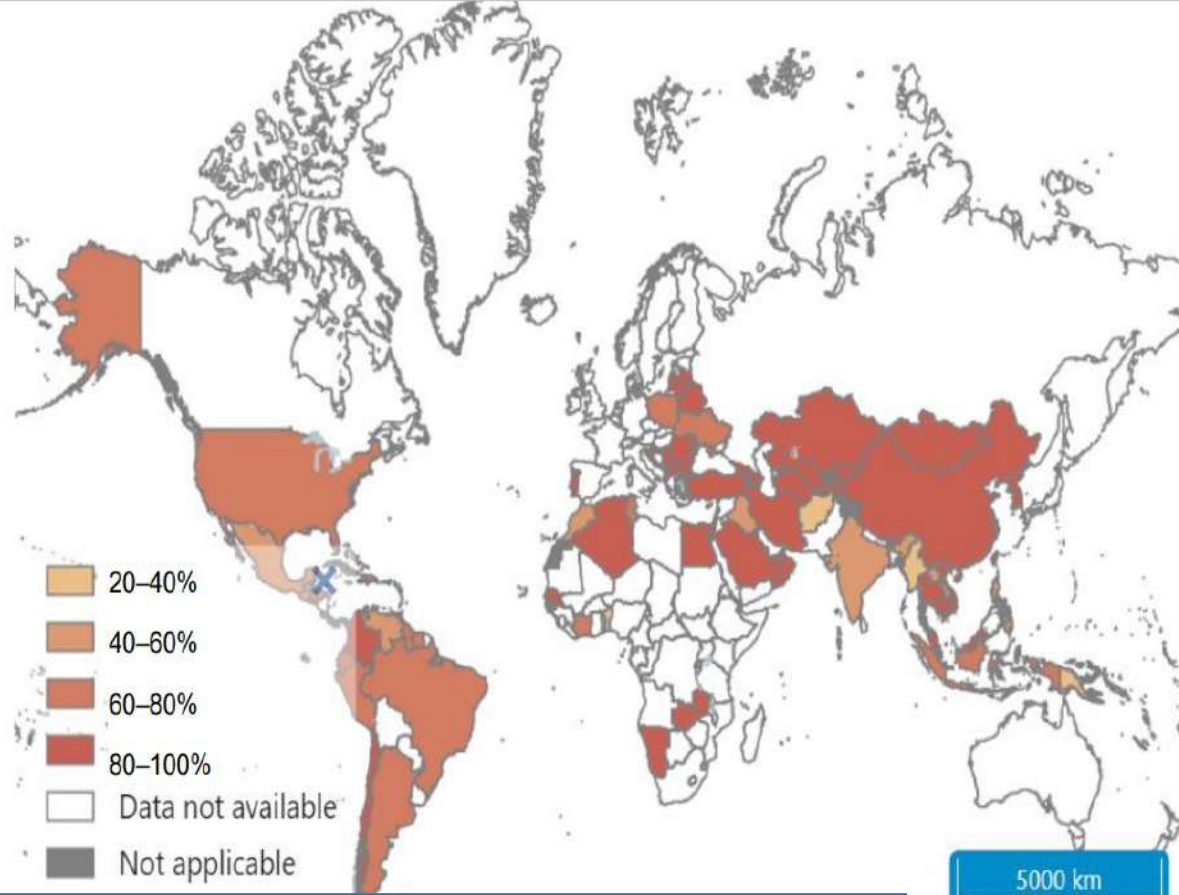 20–40%
40–60%
60–80%
80–100%
Data not available
Not applicable
5000 km